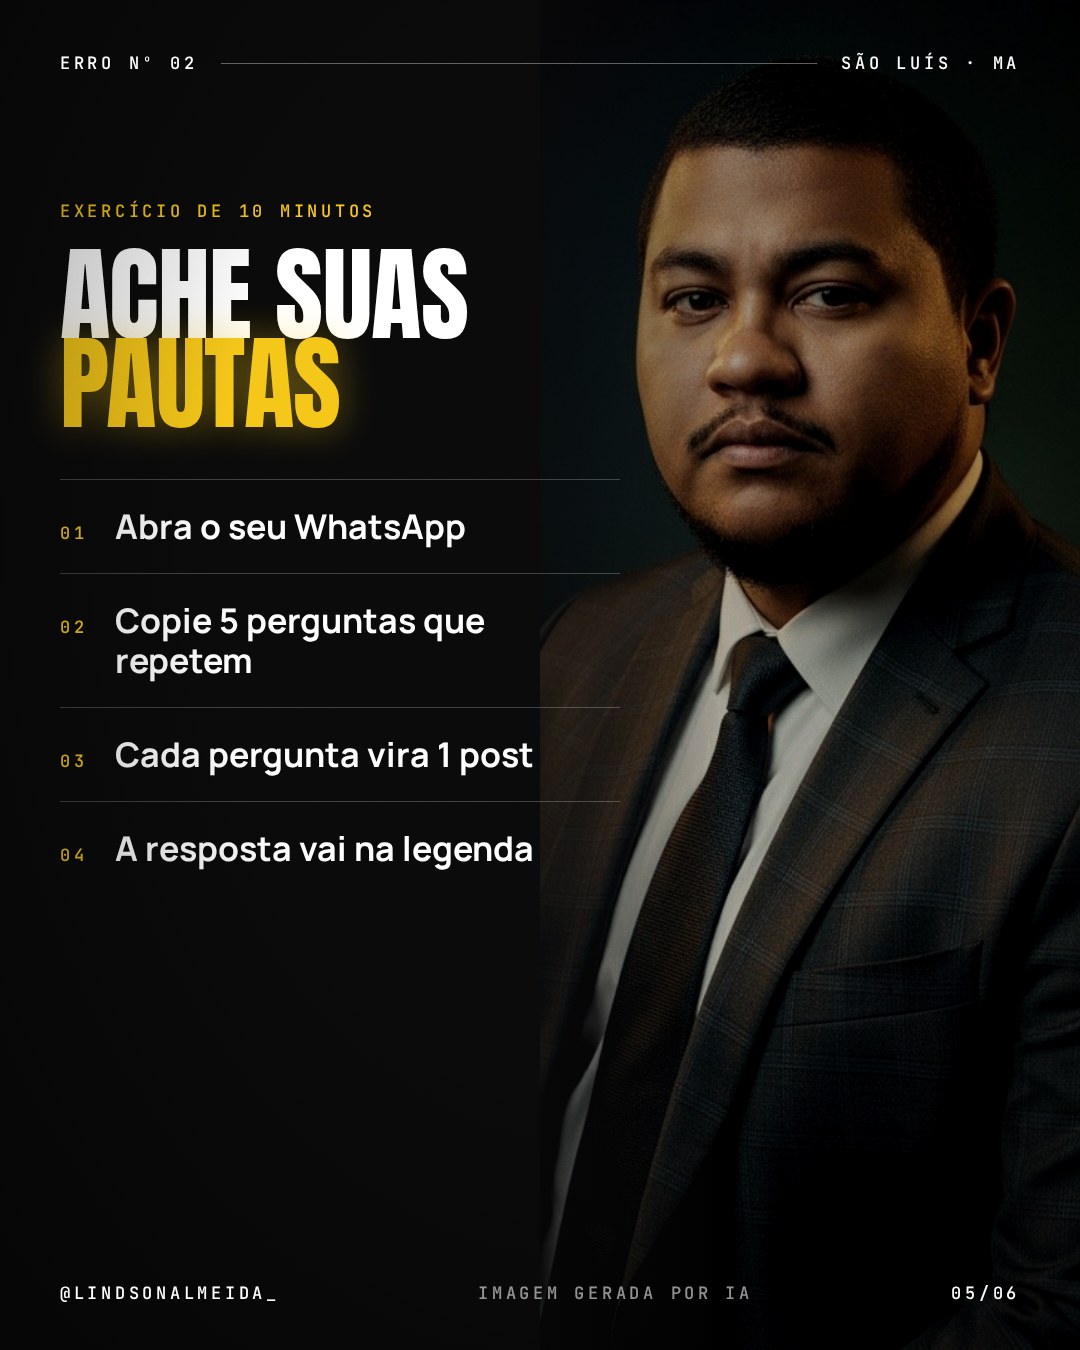 ERRO Nº 02
SÃO LUÍS · MA
EXERCÍCIO DE 10 MINUTOS
ACHE SUAS
PAUTAS
01 Abra o seu WhatsApp
02 Copie 5 perguntas que
repetem
03 Cada pergunta vira 1 post
04 A resposta vai na legenda
@LINDSONALMEIDA_
IMAGEM GERADA POR IA
05/06